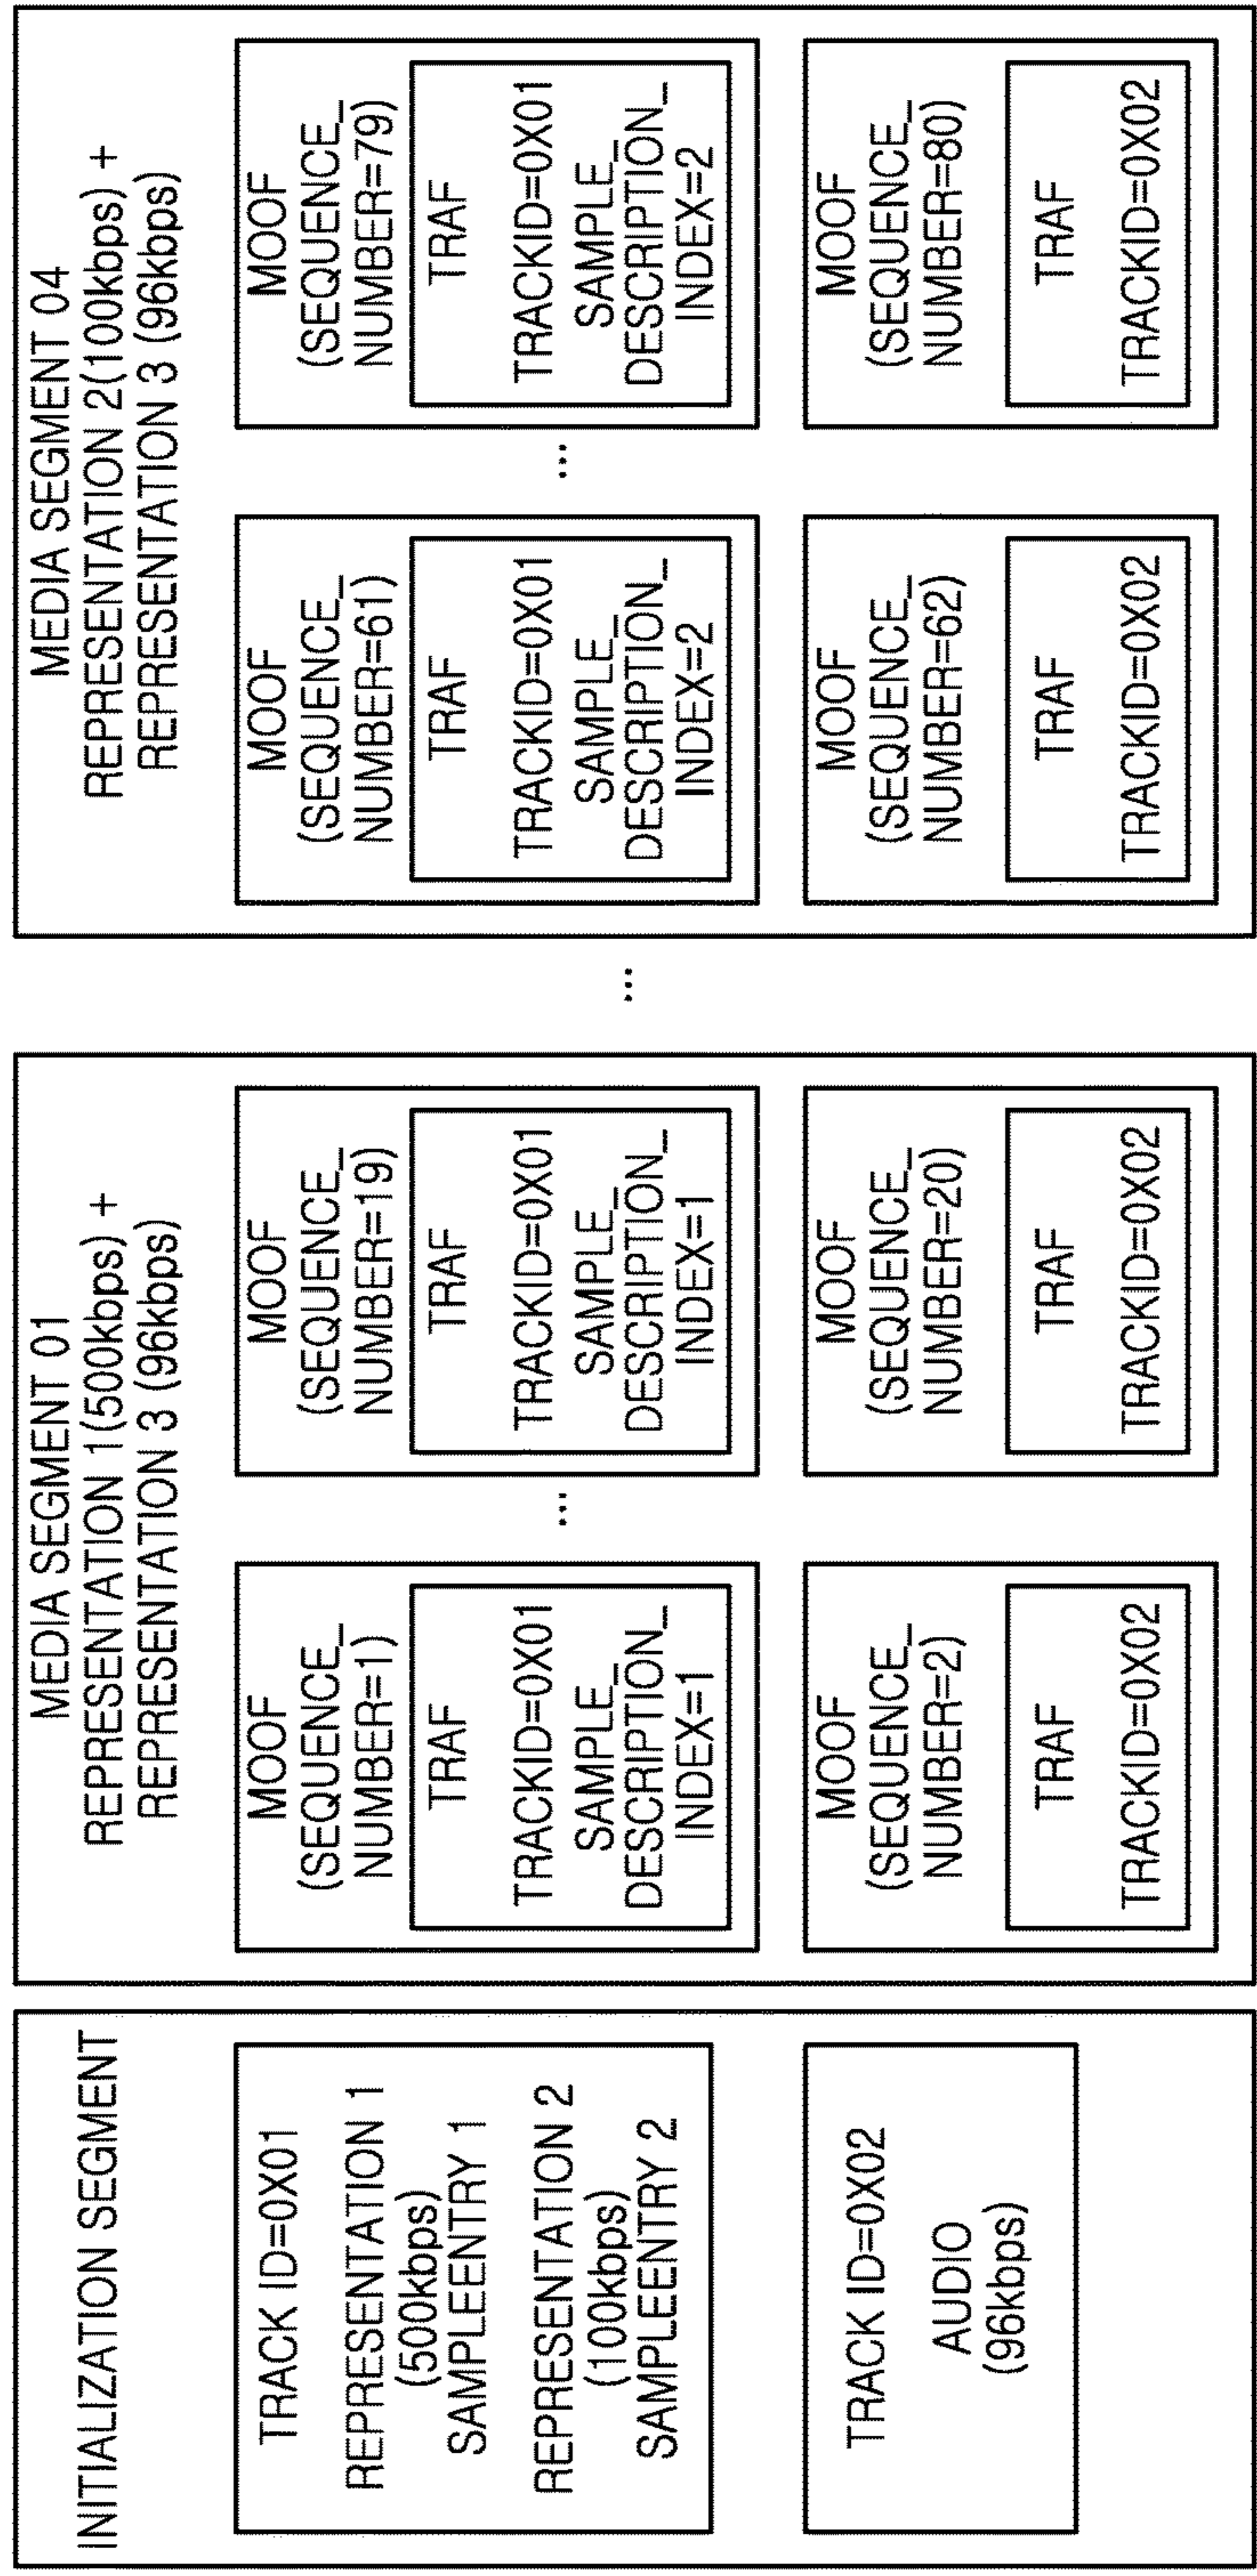 INITIALIZATION SEGMENT
TRACK ID=0X01
REPRESENTATION 1
(500kbps)
SAMPLEENTRY 1
REPRESENTATION 2
(100kbps)
SAMPLEENTRY 2
TRACK ID=0X02
AUDIO
(96kbps)
MEDIA SEGMENT 01
REPRESENTATION 1(500kbps) +
REPRESENTATION 3 (96kbps)
MOOF
(SEQUENCE_
NUMBER=1)
TRAF
TRACKID=0X01
SAMPLE_
DESCRIPTION_
INDEX=1
...
MOOF
(SEQUENCE_
NUMBER=19)
TRAF
TRACKID=0X01
SAMPLE_
DESCRIPTION_
INDEX=1
MOOF
(SEQUENCE_
NUMBER=2)
TRAF
TRACKID=0X02
MOOF
(SEQUENCE_
NUMBER=20)
TRAF
TRACKID=0X02
...
MEDIA SEGMENT 04
REPRESENTATION 2(100kbps) +
REPRESENTATION 3 (96kbps)
MOOF
(SEQUENCE_
NUMBER=61)
TRAF
TRACKID=0X01
SAMPLE_
DESCRIPTION_
INDEX=2
...
MOOF
(SEQUENCE_
NUMBER=79)
TRAF
TRACKID=0X01
SAMPLE_
DESCRIPTION_
INDEX=2
MOOF
(SEQUENCE_
NUMBER=62)
TRAF
TRACKID=0X02
MOOF
(SEQUENCE_
NUMBER=80)
TRAF
TRACKID=0X02